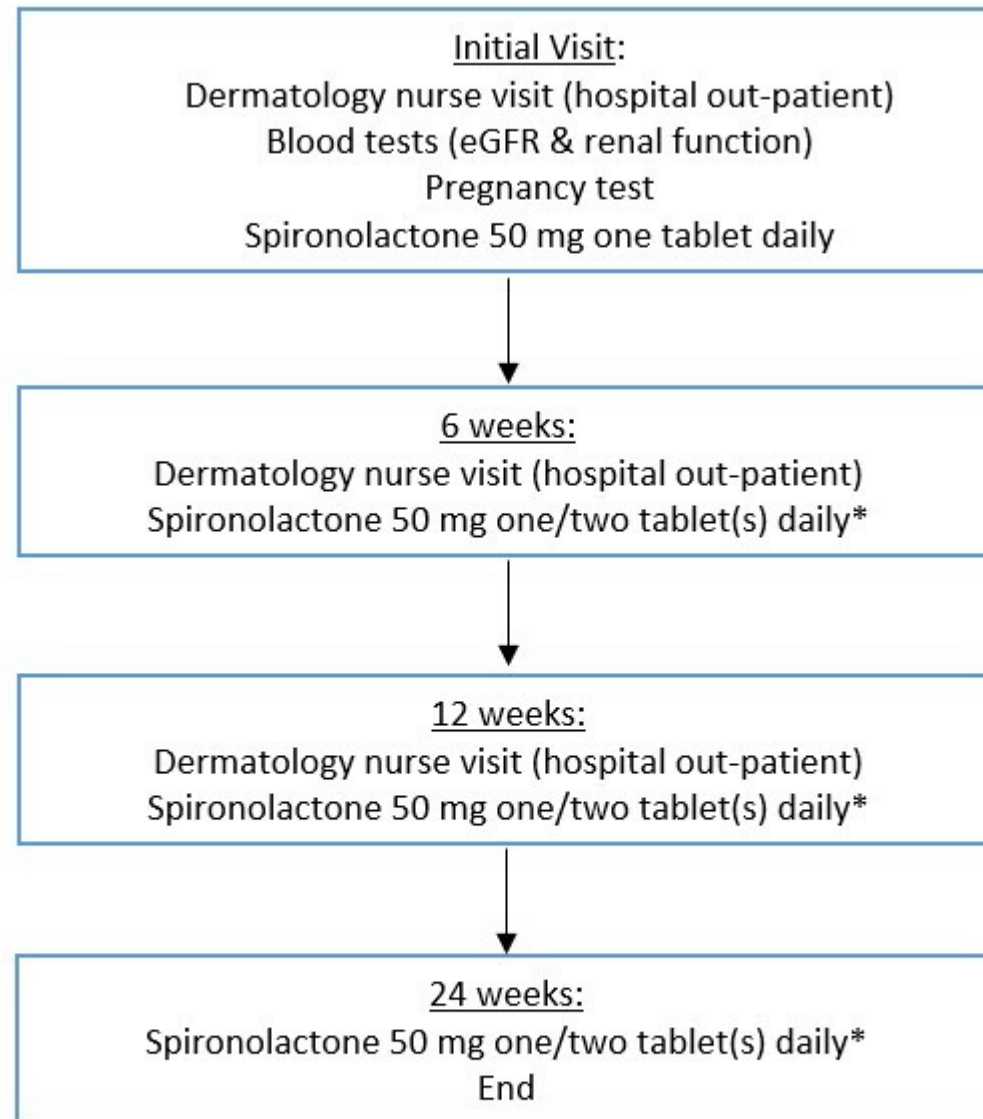 Initial Visit:
Dermatology nurse visit (hospital out-patient)
Blood tests (eGFR & renal function)
Pregnancy test
Spironolactone 50 mg one tablet daily
6 weeks:
Dermatology nurse visit (hospital out-patient)
Spironolactone 50 mg one/two tablet(s) daily*
12 weeks:
Dermatology nurse visit (hospital out-patient)
Spironolactone 50 mg one/two tablet(s) daily*
24 weeks:
Spironolactone 50 mg one/two tablet(s) daily*
End